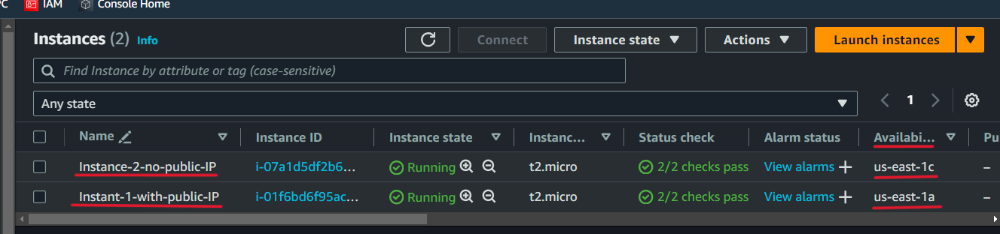 PC IAM Console Home
Instances (2) Info Connect Instance state Actions Launch instances
Find Instance by attribute or tag (case-sensitive)
Any state 1
Name Instance ID Instance state Instanc... Status check Alarm status Availabi... Pu
Instance-2-no-public-IP i-07a1d5df2b6... Running t2.micro 2/2 checks pass View alarms + us-east-1c –
Instant-1-with-public-IP i-01f6bd6f95ac... Running t2.micro 2/2 checks pass View alarms + us-east-1a –